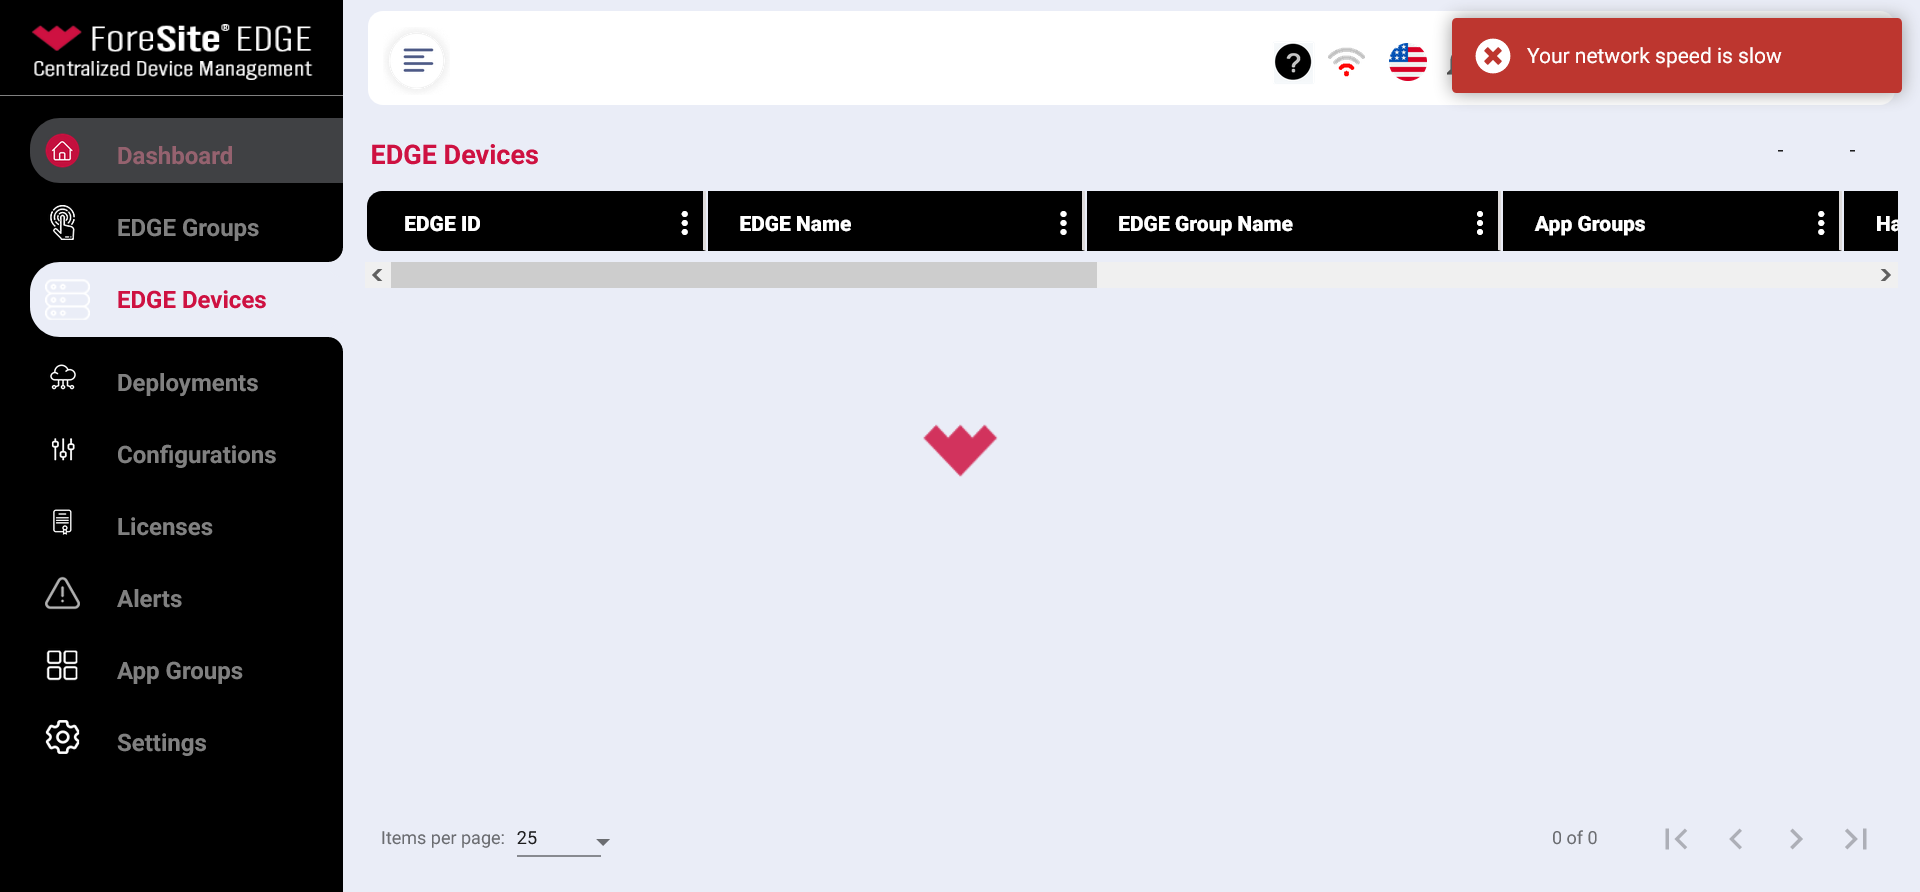 ForeSite® EDGE
Centralized Device Management
Your network speed is slow
Dashboard
EDGE Groups
EDGE Devices
Deployments
Configurations
Licenses
Alerts
App Groups
Settings
EDGE Devices
- -
EDGE ID EDGE Name EDGE Group Name App Groups Ha
Items per page: 25 0 of 0